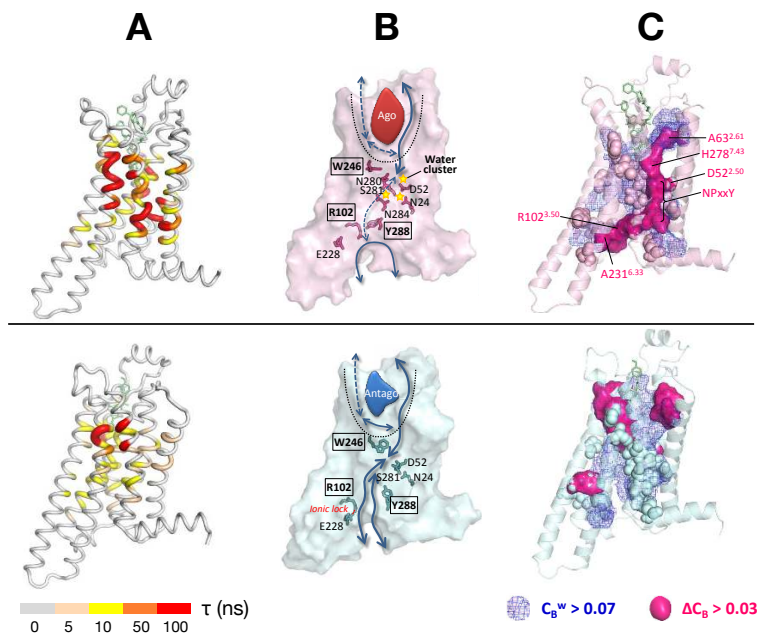 A
B
C
Ago
W246
Water
cluster
N280
S281
D52
N24
R102
N284
Y288
E228
A63^2.61
H278^7.43
D52^2.50
NPxxY
R102^3.50
A231^6.33
Antago
W246
D52
S281
N24
R102
Ionic lock
Y288
E228
τ (ns)
0 5 10 50 100
C_B^W > 0.07
ΔC_B > 0.03